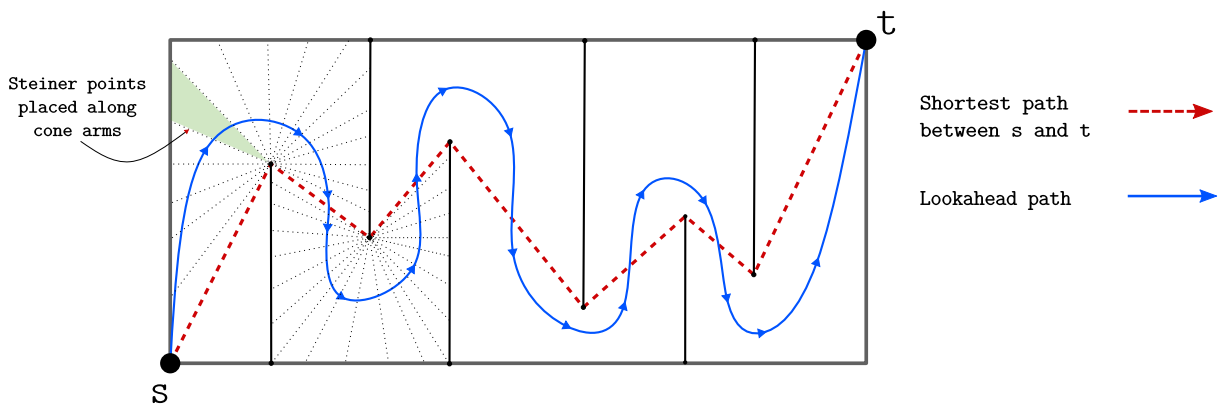 t
Steiner points
placed along
cone arms
Shortest path
between s and t
Lookahead path
s